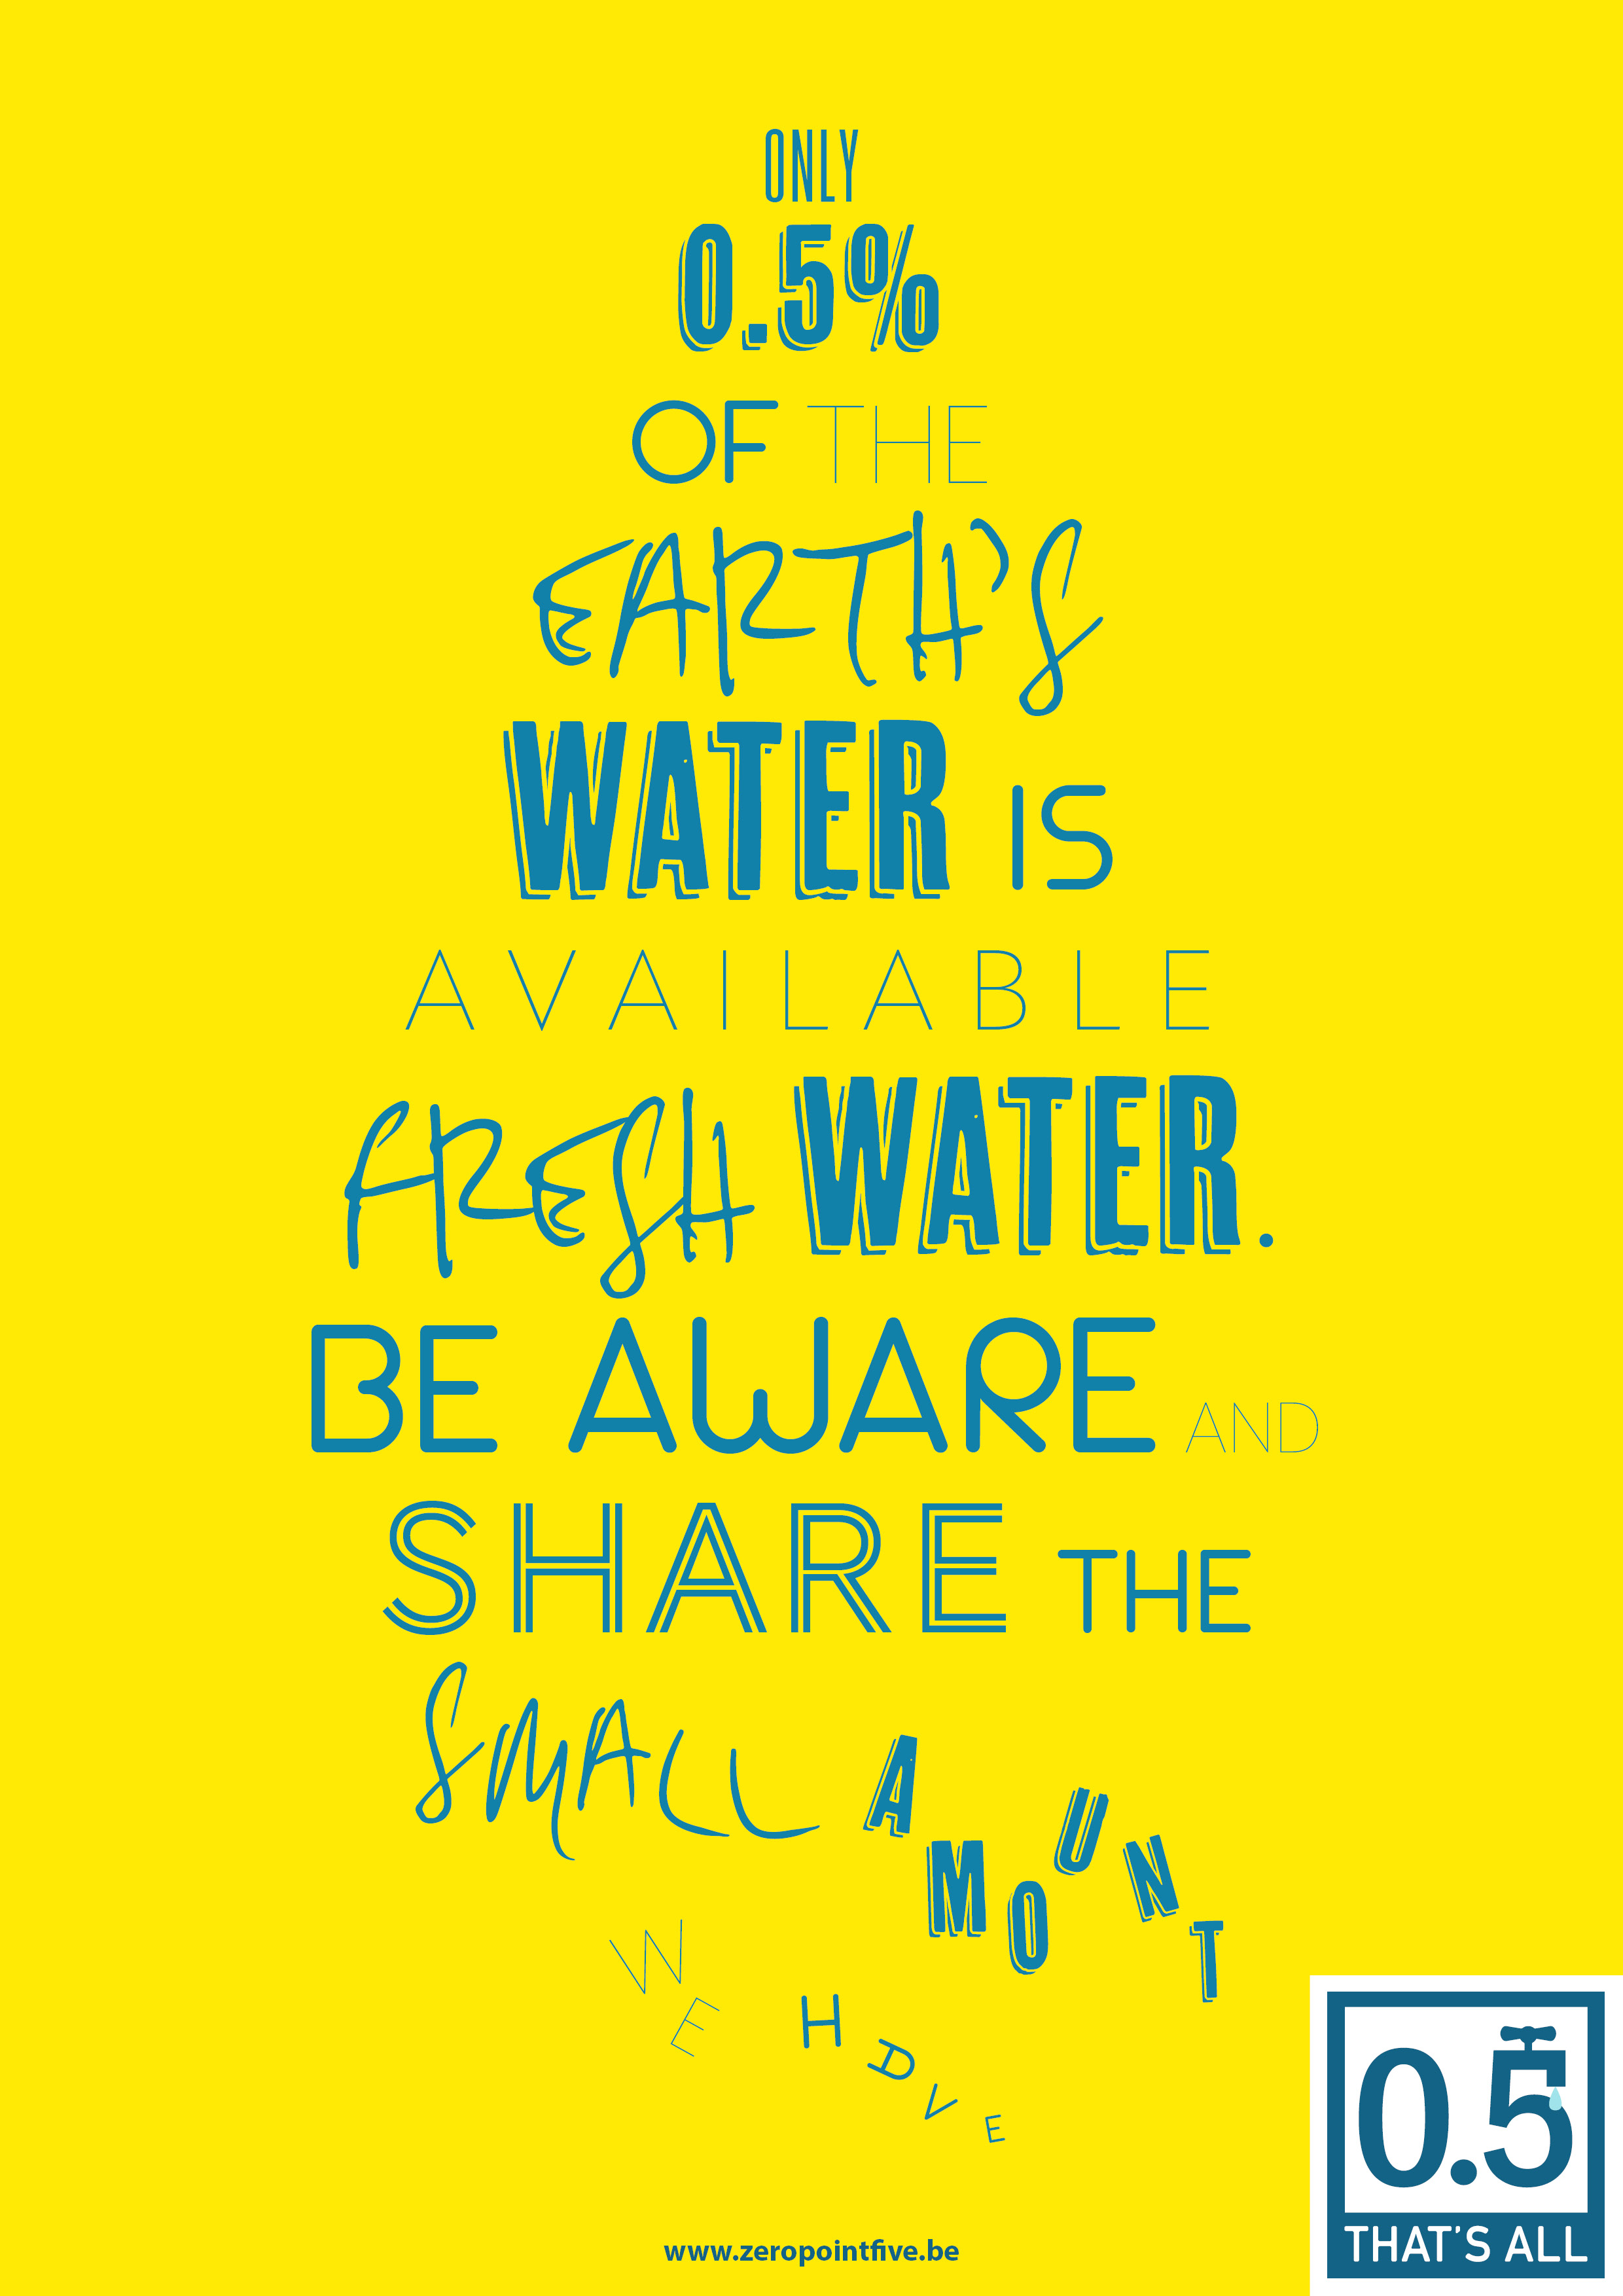 ONLY
0.5%
OF THE
EARTH'S
WATER IS
AVAILABLE
FRESH WATER.
BE AWARE AND
SHARE THE
SMALL AMOUNT
WE HAVE
0.5
THAT'S ALL
www.zeropointfive.be